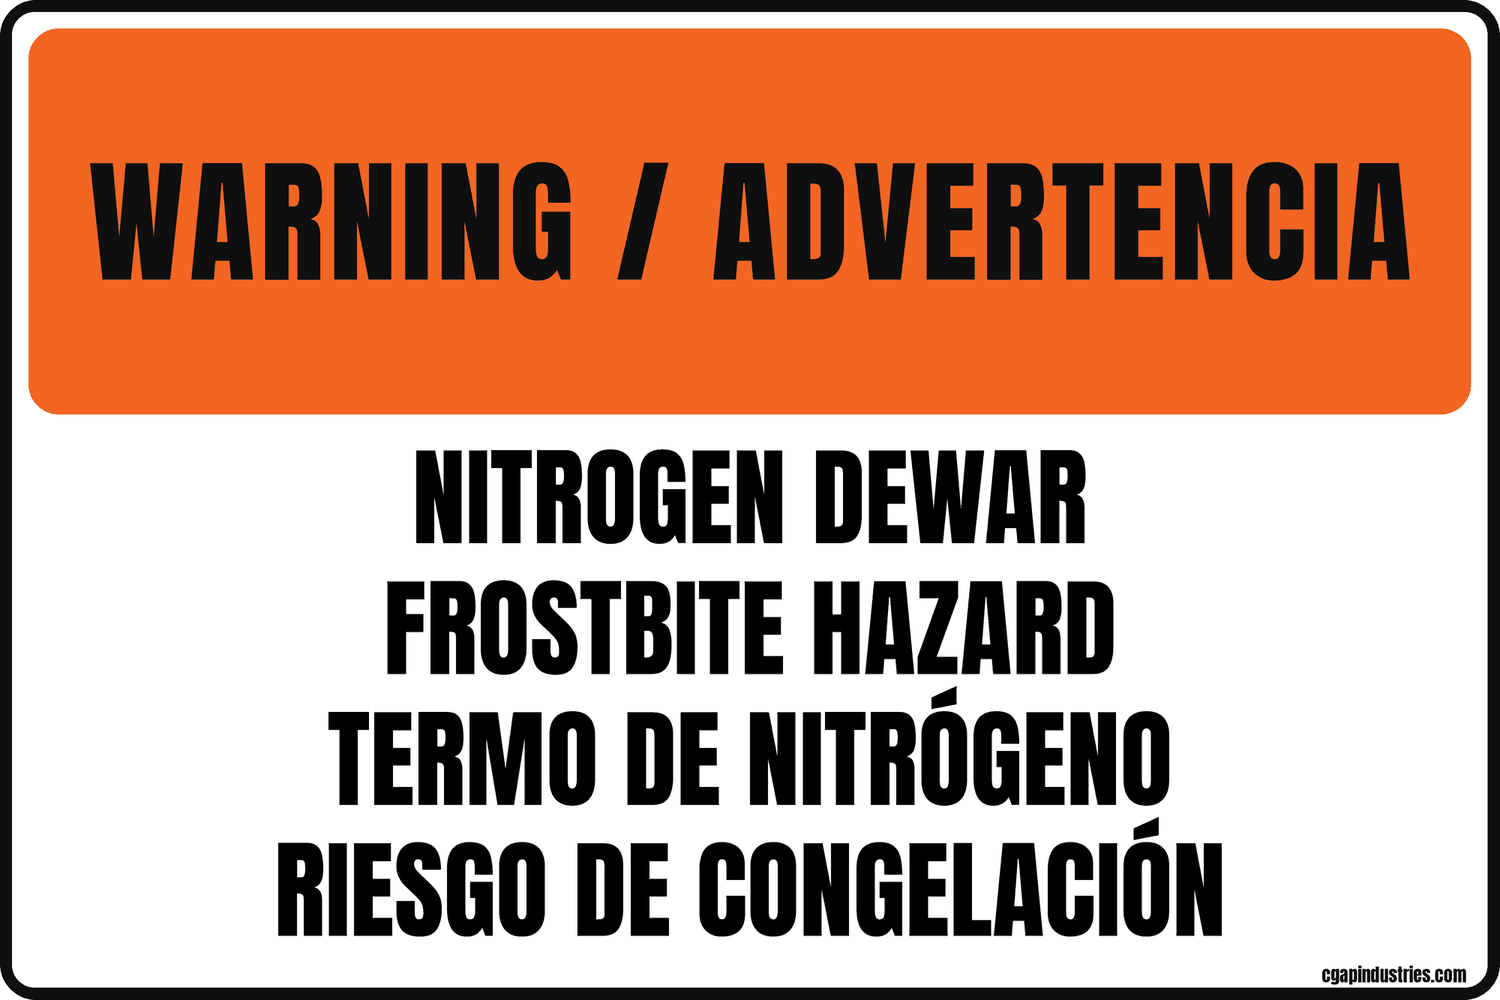 WARNING / ADVERTENCIA
NITROGEN DEWAR
FROSTBITE HAZARD
TERMO DE NITRÓGENO
RIESGO DE CONGELACIÓN
cgapindustries.com